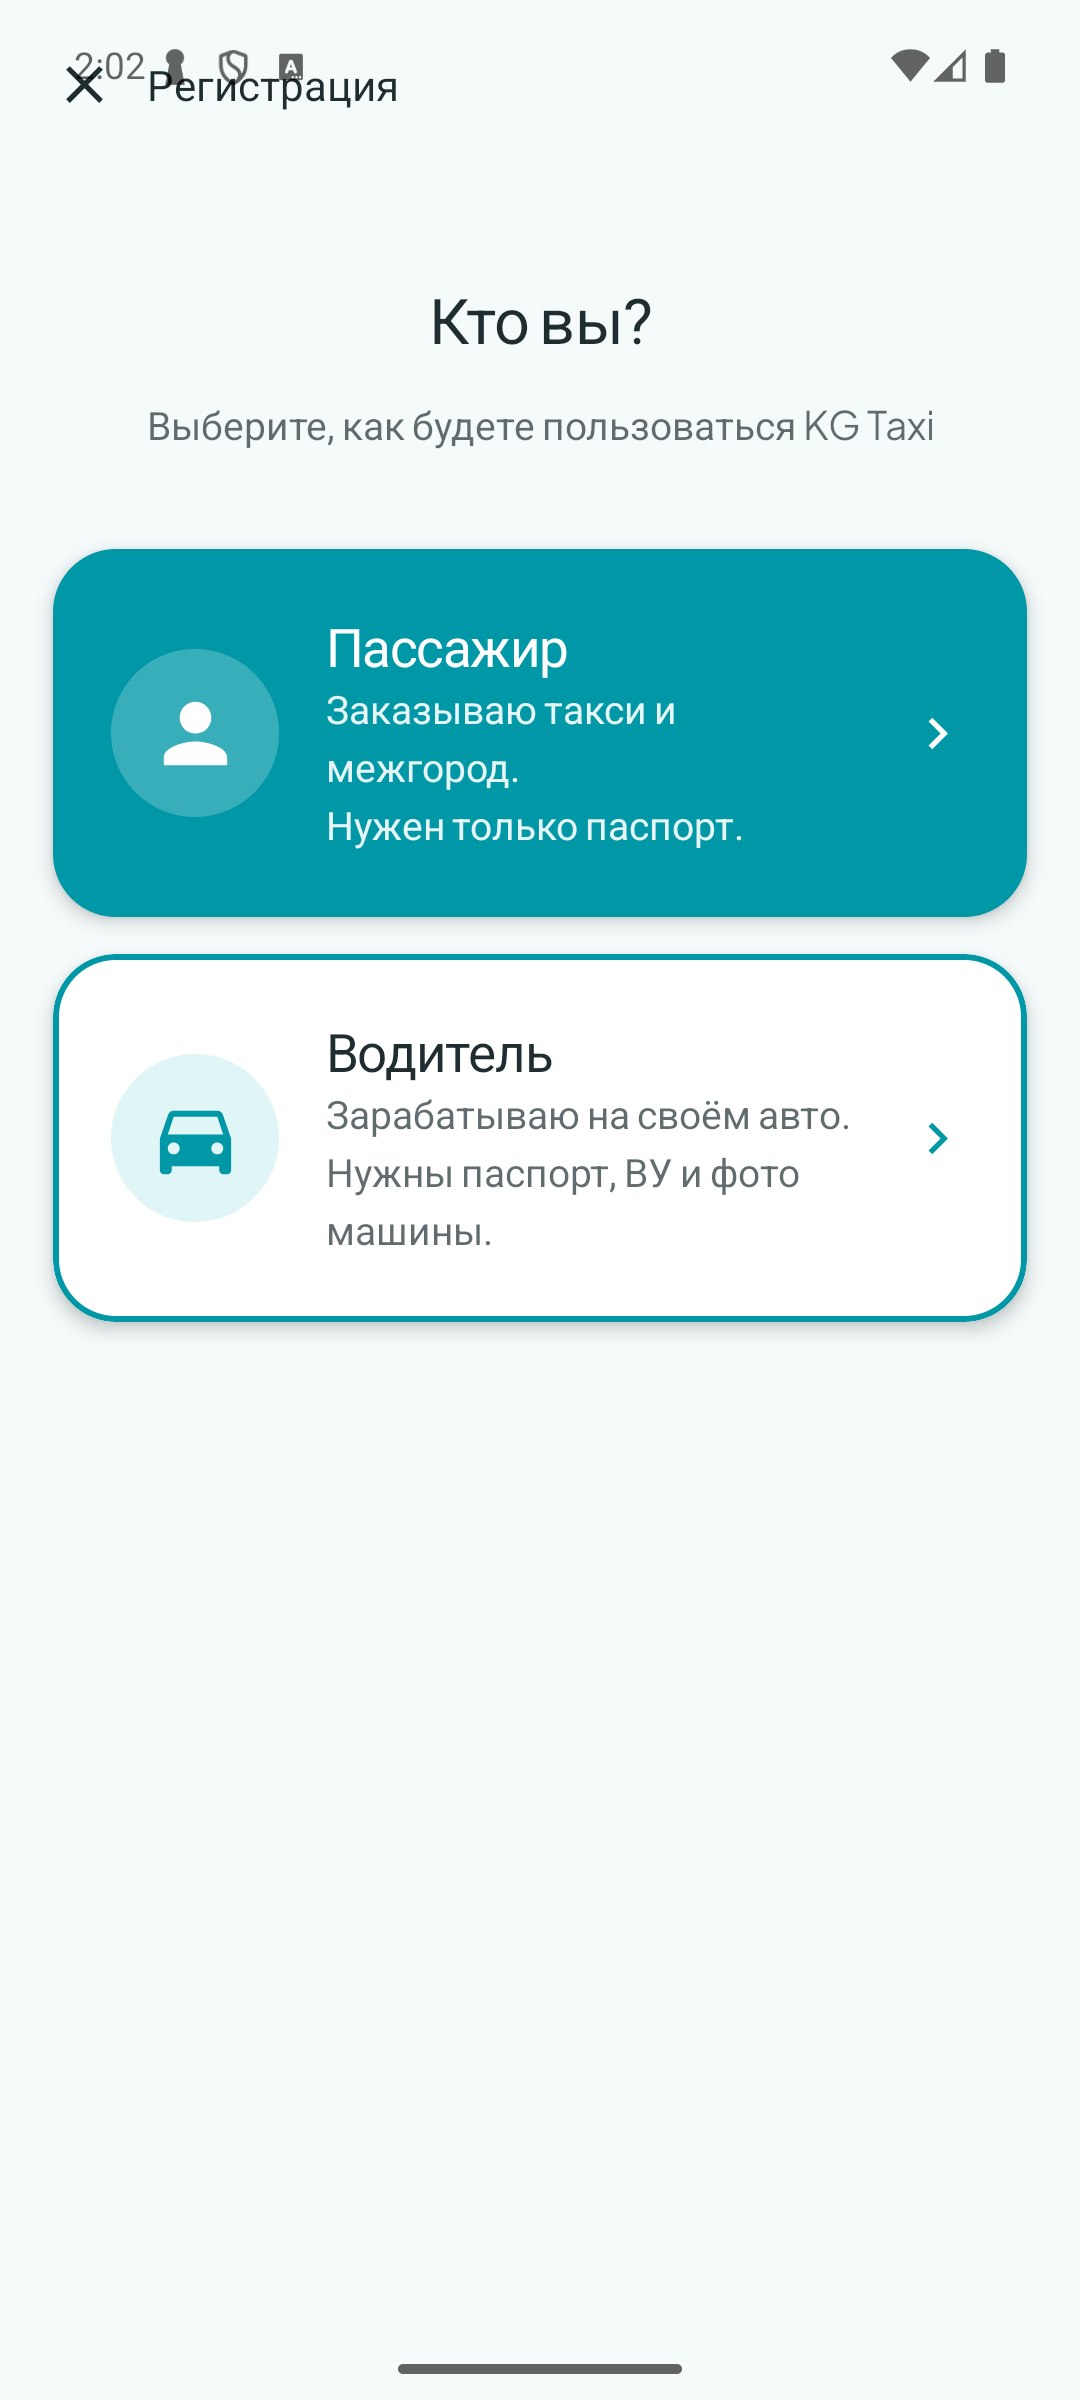 2:02
Регистрация
Кто вы?
Выберите, как будете пользоваться KG Taxi
Пассажир
Заказываю такси и
межгород.
Нужен только паспорт.
Водитель
Зарабатываю на своём авто.
Нужны паспорт, ВУ и фото
машины.